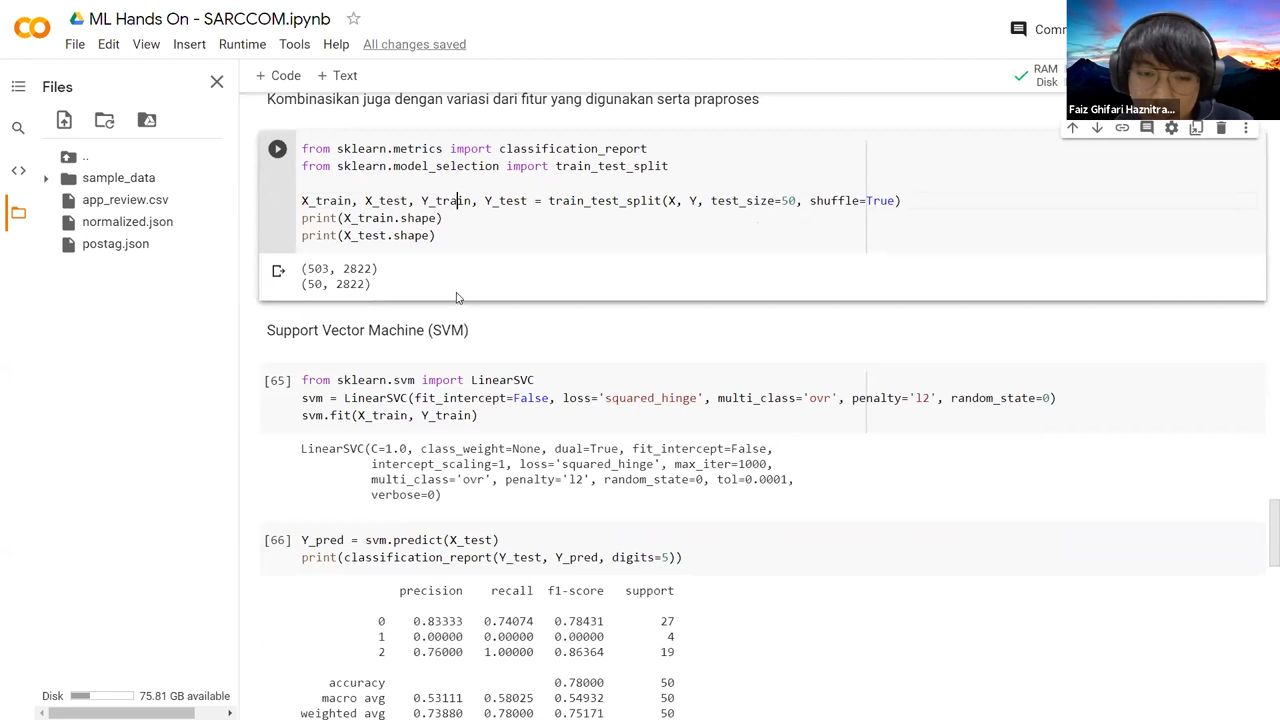 ML Hands On - SARCCOM.ipynb
File Edit View Insert Runtime Tools Help All changes saved
Files
..
sample_data
app_review.csv
normalized.json
postag.json
Disk 75.81 GB available
+ Code + Text
RAM
Disk
Faiz Ghifari Haznitra...
Kombinasikan juga dengan variasi dari fitur yang digunakan serta praproses
from sklearn.metrics import classification_report
from sklearn.model_selection import train_test_split
X_train, X_test, Y_train, Y_test = train_test_split(X, Y, test_size=50, shuffle=True)
print(X_train.shape)
print(X_test.shape)
(503, 2822)
(50, 2822)
Support Vector Machine (SVM)
[65] from sklearn.svm import LinearSVC
svm = LinearSVC(fit_intercept=False, loss='squared_hinge', multi_class='ovr', penalty='l2', random_state=0)
svm.fit(X_train, Y_train)
LinearSVC(C=1.0, class_weight=None, dual=True, fit_intercept=False,
intercept_scaling=1, loss='squared_hinge', max_iter=1000,
multi_class='ovr', penalty='l2', random_state=0, tol=0.0001,
verbose=0)
[66] Y_pred = svm.predict(X_test)
print(classification_report(Y_test, Y_pred, digits=5))
precision recall f1-score support
0 0.83333 0.74074 0.78431 27
1 0.00000 0.00000 0.00000 4
2 0.76000 1.00000 0.86364 19
accuracy 0.78000 50
macro avg 0.53111 0.58025 0.54932 50
weighted avg 0.73880 0.78000 0.75171 50